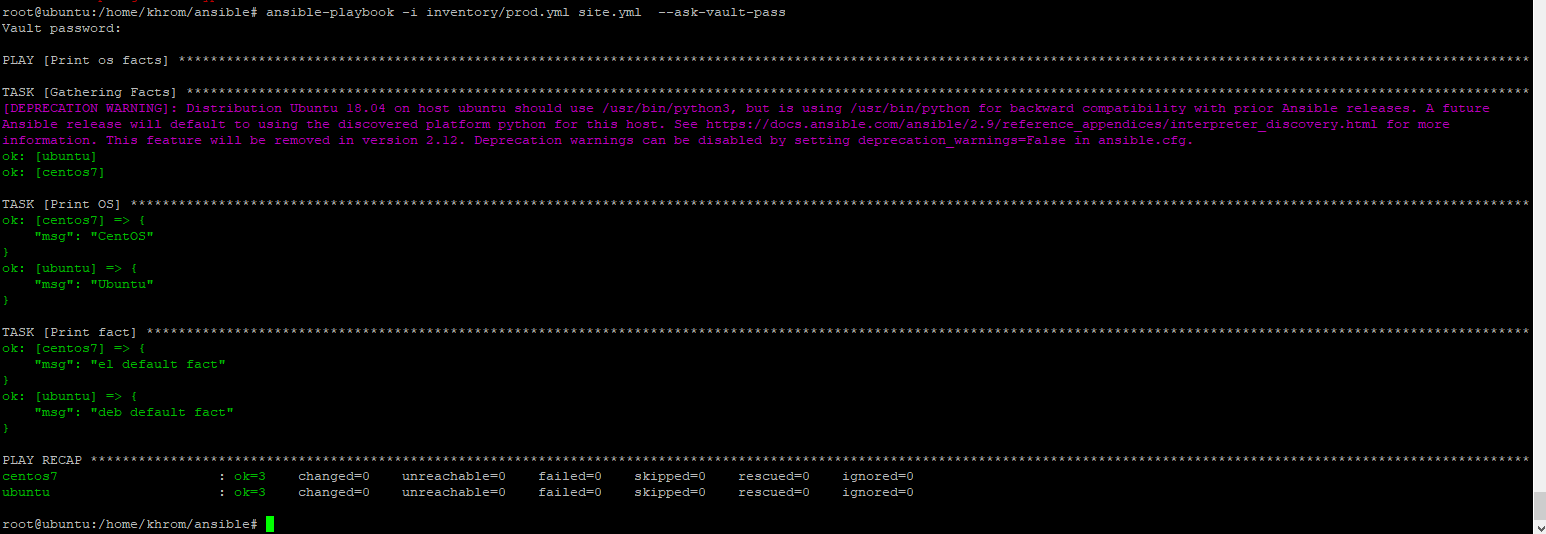 root@ubuntu:/home/khrom/ansible# ansible-playbook -i inventory/prod.yml site.yml  --ask-vault-pass
Vault password:
PLAY [Print os facts] *************************************************************************************************************************************************************************
TASK [Gathering Facts] ************************************************************************************************************************************************************************
[DEPRECATION WARNING]: Distribution Ubuntu 18.04 on host ubuntu should use /usr/bin/python3, but is using /usr/bin/python for backward compatibility with prior Ansible releases. A future
Ansible release will default to using the discovered platform python for this host. See https://docs.ansible.com/ansible/2.9/reference_appendices/interpreter_discovery.html for more
information. This feature will be removed in version 2.12. Deprecation warnings can be disabled by setting deprecation_warnings=False in ansible.cfg.
ok: [ubuntu]
ok: [centos7]
TASK [Print OS] *******************************************************************************************************************************************************************************
ok: [centos7] => {
    "msg": "CentOS"
}
ok: [ubuntu] => {
    "msg": "Ubuntu"
}
TASK [Print fact] *****************************************************************************************************************************************************************************
ok: [centos7] => {
    "msg": "el default fact"
}
ok: [ubuntu] => {
    "msg": "deb default fact"
}
PLAY RECAP ************************************************************************************************************************************************************************************
centos7                    : ok=3    changed=0    unreachable=0    failed=0    skipped=0    rescued=0    ignored=0
ubuntu                     : ok=3    changed=0    unreachable=0    failed=0    skipped=0    rescued=0    ignored=0
root@ubuntu:/home/khrom/ansible#